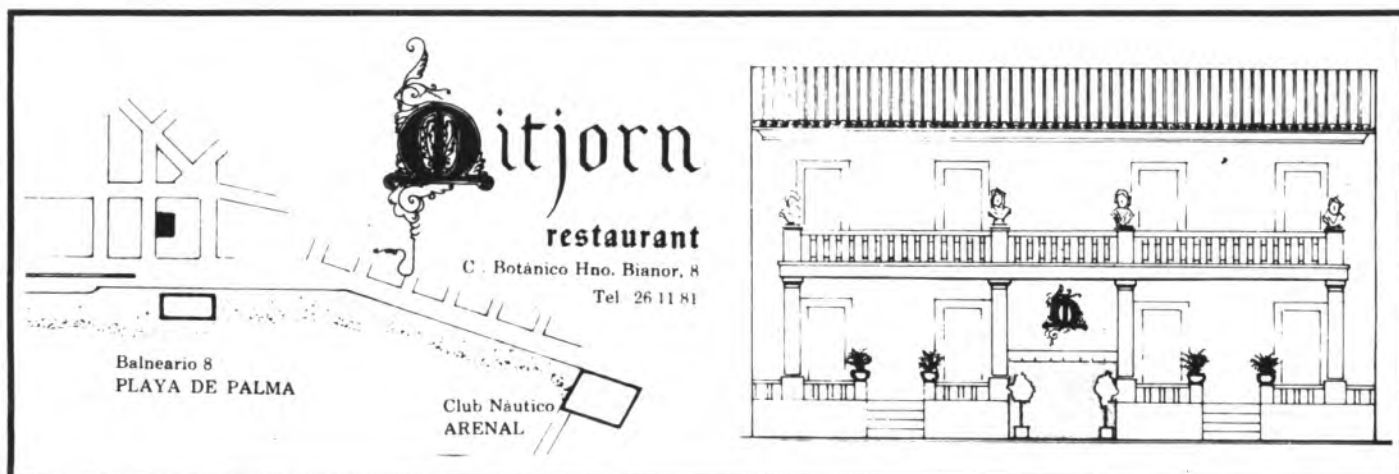 Mitjorn
restaurant
C. Botánico Hno. Bianor, 8
Tel 26 11 81
Balneario 8
PLAYA DE PALMA
Club Náutico
ARENAL
M